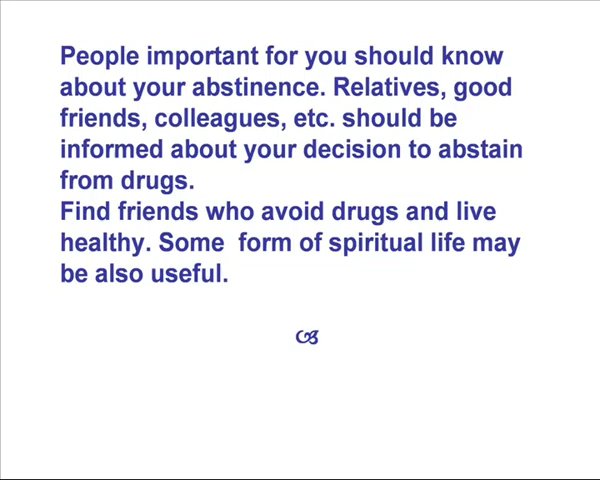 People important for you should know
about your abstinence. Relatives, good
friends, colleagues, etc. should be
informed about your decision to abstain
from drugs.
Find friends who avoid drugs and live
healthy. Some  form of spiritual life may
be also useful.